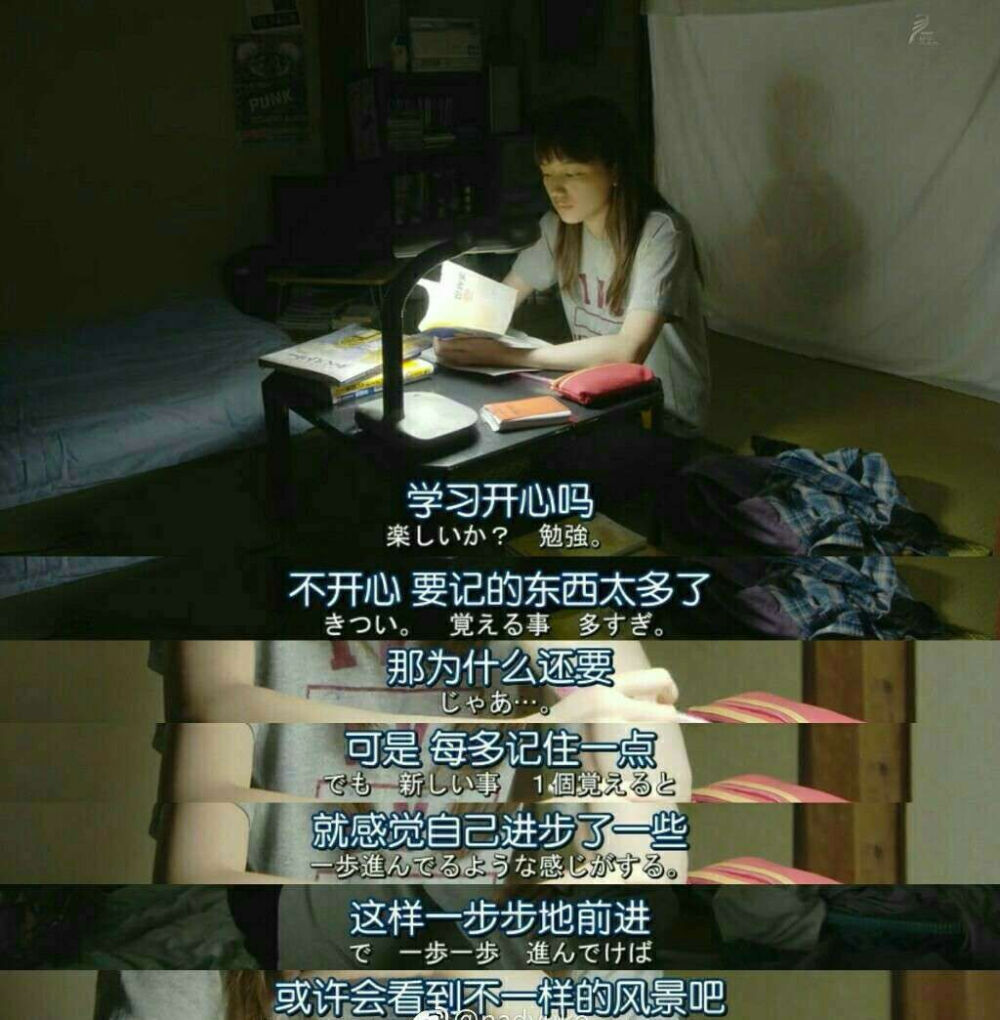 PUNK
学习开心吗
楽しいか？ 勉強。
不开心 要记的东西太多了
きつい。 覚える事 多すぎ。
那为什么还要
じゃあ…。
可是 每多记住一点
でも 新しい事 1個覚えると
就感觉自己进步了一些
一歩進んでるような感じがする。
这样一步步地前进
で 一歩一歩 進んでけば
或许会看到不一样的风景吧